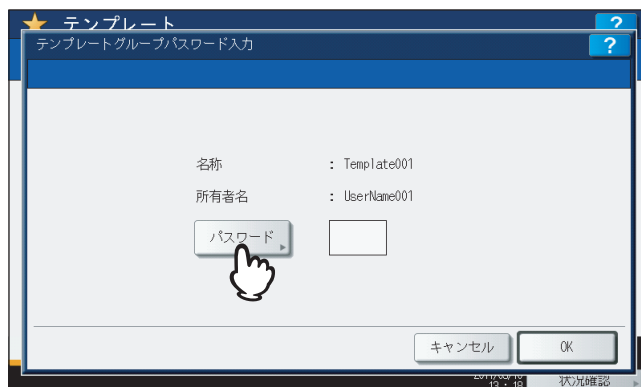 テンプレート
?
テンプレートグループパスワード入力
?
名称 : Template001
所有者名 : UserName001
パスワード
キャンセル
OK
13:18
状況確認